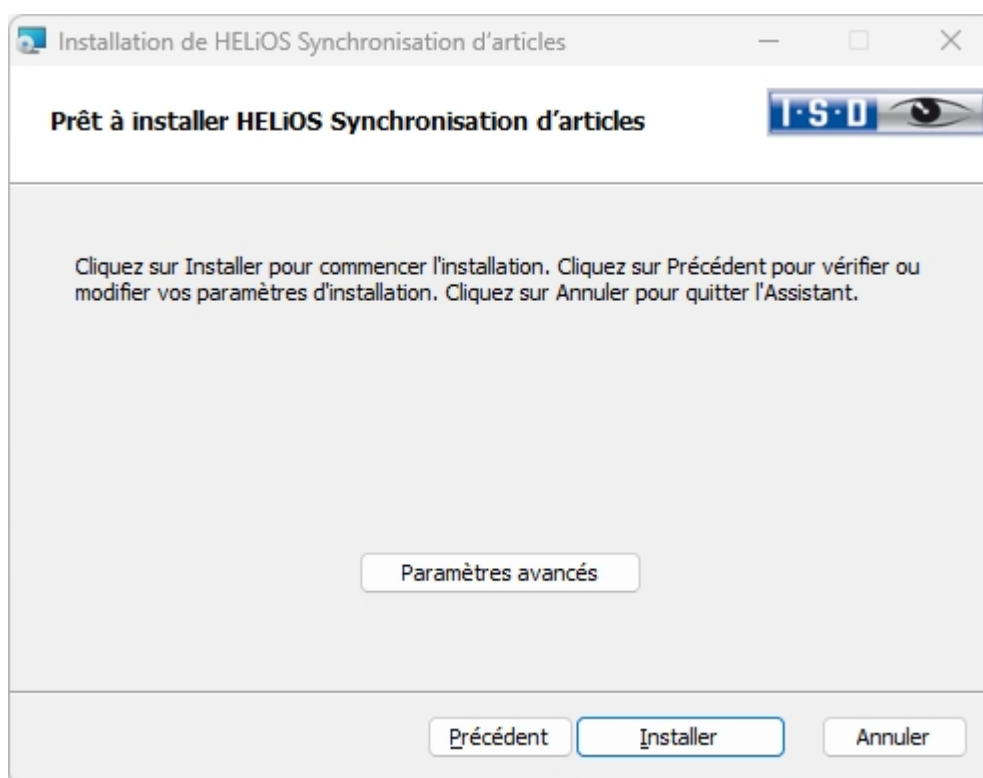 Installation de HELiOS Synchronisation d’articles
Prêt à installer HELiOS Synchronisation d’articles
I·S·D
Cliquez sur Installer pour commencer l'installation. Cliquez sur Précédent pour vérifier ou
modifier vos paramètres d'installation. Cliquez sur Annuler pour quitter l'Assistant.
Paramètres avancés
Précédent
Installer
Annuler